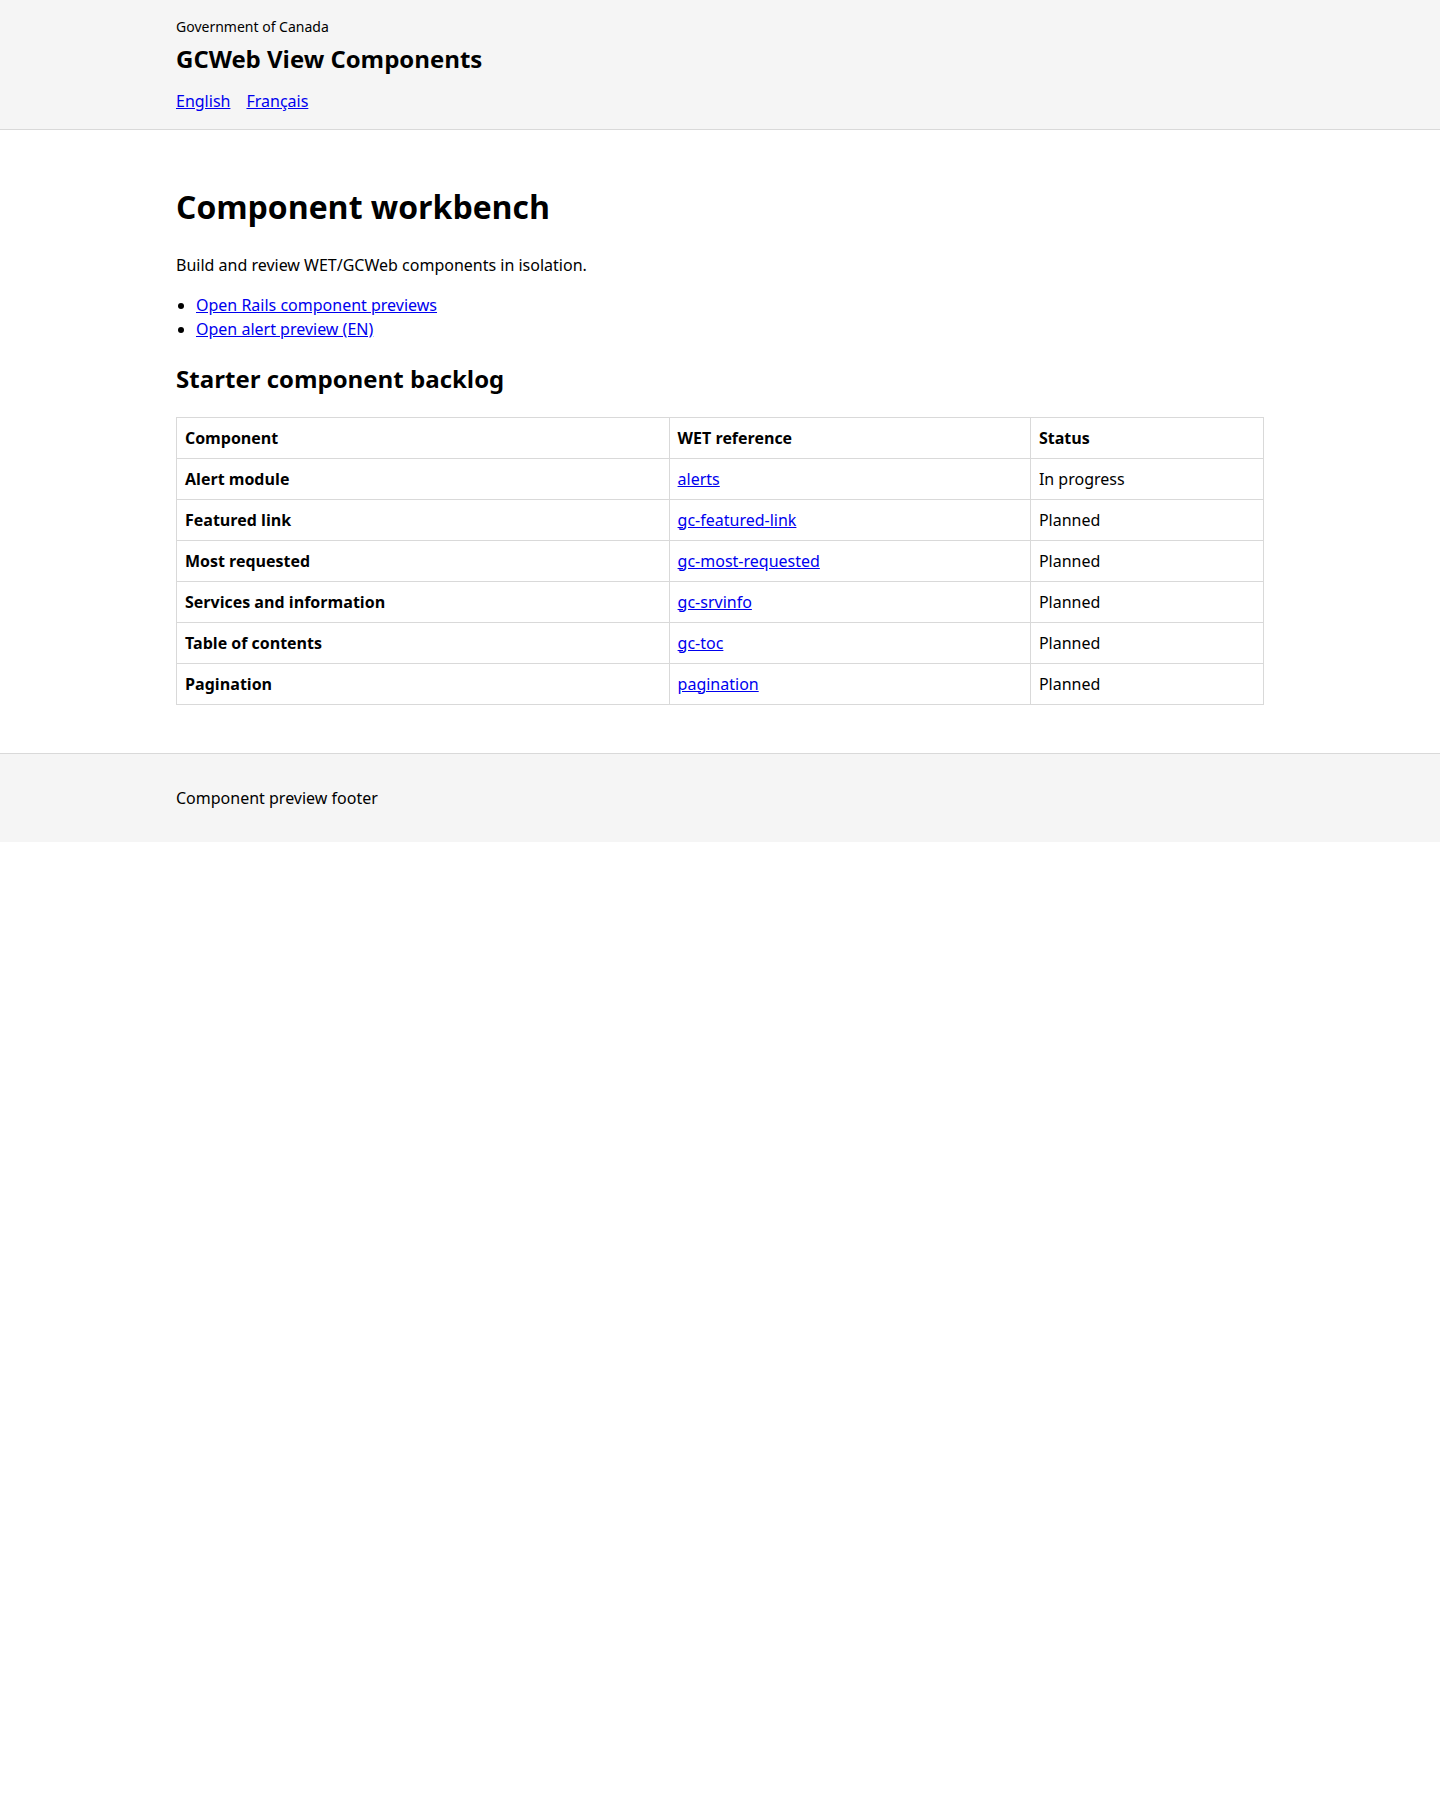 Government of Canada
GCWeb View Components
English Français
Component workbench
Build and review WET/GCWeb components in isolation.
Open Rails component previews
Open alert preview (EN)
Starter component backlog
Component WET reference Status
Alert module alerts In progress
Featured link gc-featured-link Planned
Most requested gc-most-requested Planned
Services and information gc-srvinfo Planned
Table of contents gc-toc Planned
Pagination pagination Planned
Component preview footer